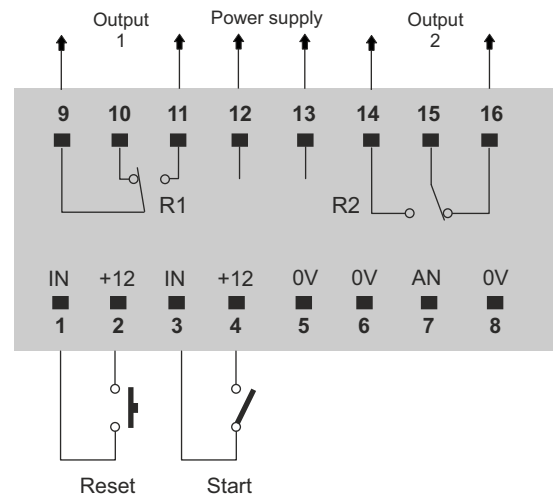 Output Power supply Output
1 2
9 10 11 12 13 14 15 16
R1 R2
IN +12 IN +12 0V 0V AN 0V
1 2 3 4 5 6 7 8
Reset Start